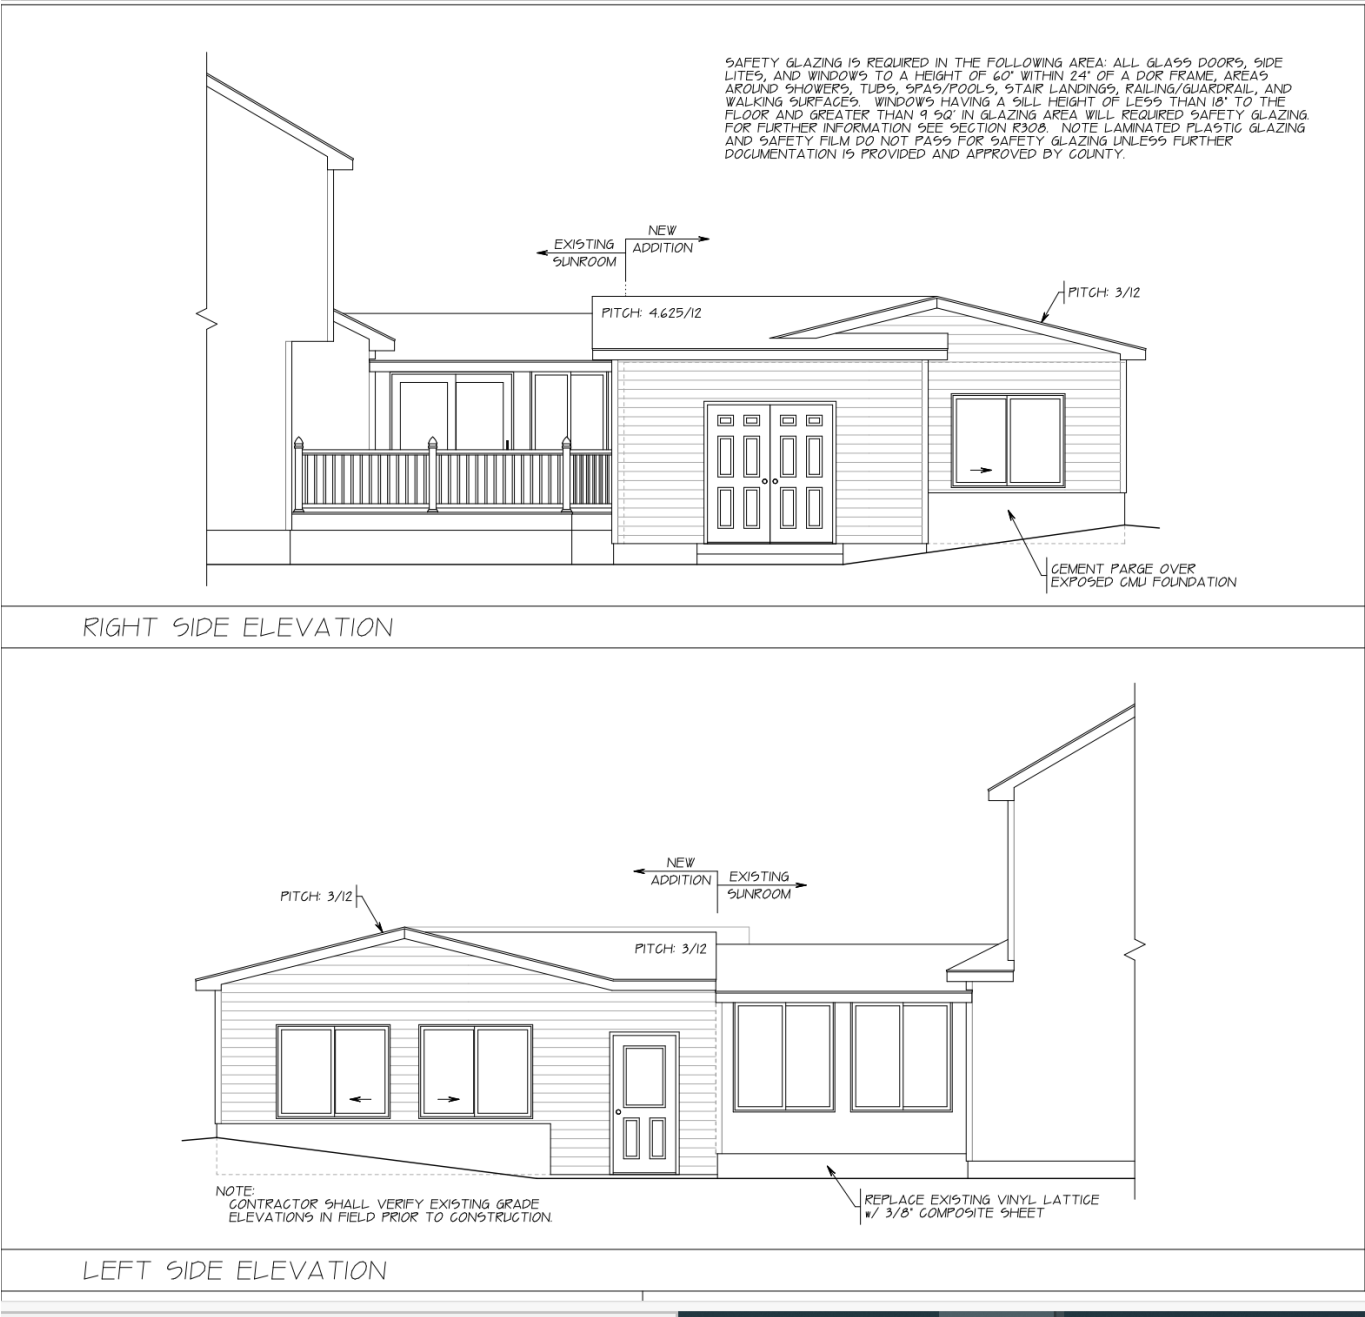 SAFETY GLAZING IS REQUIRED IN THE FOLLOWING AREA: ALL GLASS DOORS, SIDE
LITES, AND WINDOWS TO A HEIGHT OF 60" WITHIN 24" OF A DOR FRAME, AREAS
AROUND SHOWERS, TUBS, SPAS/POOLS, STAIR LANDINGS, RAILING/GUARDRAIL, AND
WALKING SURFACES. WINDOWS HAVING A SILL HEIGHT OF LESS THAN 18" TO THE
FLOOR AND GREATER THAN 9 SQ' IN GLAZING AREA WILL REQUIRED SAFETY GLAZING.
FOR FURTHER INFORMATION SEE SECTION R308. NOTE LAMINATED PLASTIC GLAZING
AND SAFETY FILM DO NOT PASS FOR SAFETY GLAZING UNLESS FURTHER
DOCUMENTATION IS PROVIDED AND APPROVED BY COUNTY.
EXISTING
SUNROOM
NEW
ADDITION
PITCH: 3/12
PITCH: 4.625/12
CEMENT PARGE OVER
EXPOSED CMU FOUNDATION
RIGHT SIDE ELEVATION
NEW
ADDITION
EXISTING
SUNROOM
PITCH: 3/12
PITCH: 3/12
NOTE:
CONTRACTOR SHALL VERIFY EXISTING GRADE
ELEVATIONS IN FIELD PRIOR TO CONSTRUCTION.
REPLACE EXISTING VINYL LATTICE
w/ 3/8" COMPOSITE SHEET
LEFT SIDE ELEVATION